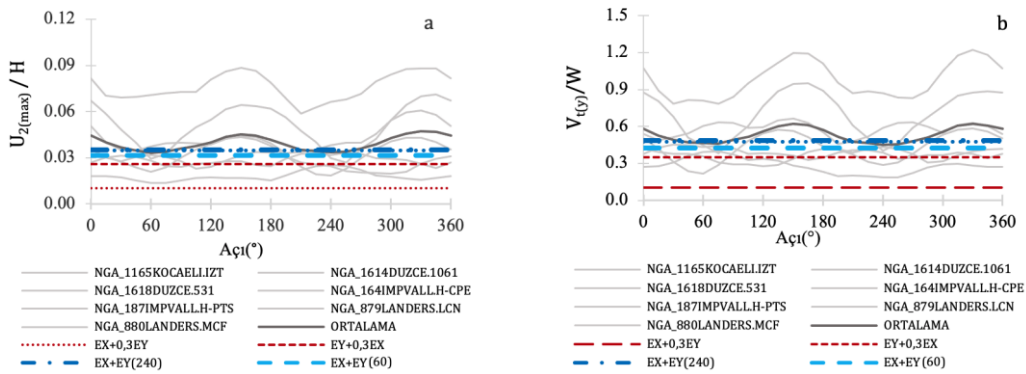 a
U2(max) / H
0.12
0.09
0.06
0.03
0.00
0 60 120 180 240 300 360
Açı(°)
NGA_1165KOCAELI.IZT NGA_1614DUZCE.1061
NGA_1618DUZCE.531 NGA_164IMPVALL.H-CPE
NGA_187IMPVALL.H-PTS NGA_879LANDERS.LCN
NGA_880LANDERS.MCF ORTALAMA
EX+0,3EY EY+0,3EX
EX+EY(240) EX+EY(60)
b
Vt(y)/W
1.5
1.2
0.9
0.6
0.3
0.0
0 60 120 180 240 300 360
Açı(°)
NGA_1165KOCAELI.IZT NGA_1614DUZCE.1061
NGA_1618DUZCE.531 NGA_164IMPVALL.H-CPE
NGA_187IMPVALL.H-PTS NGA_879LANDERS.LCN
NGA_880LANDERS.MCF ORTALAMA
EX+0,3EY EY+0,3EX
EX+EY(240) EX+EY(60)